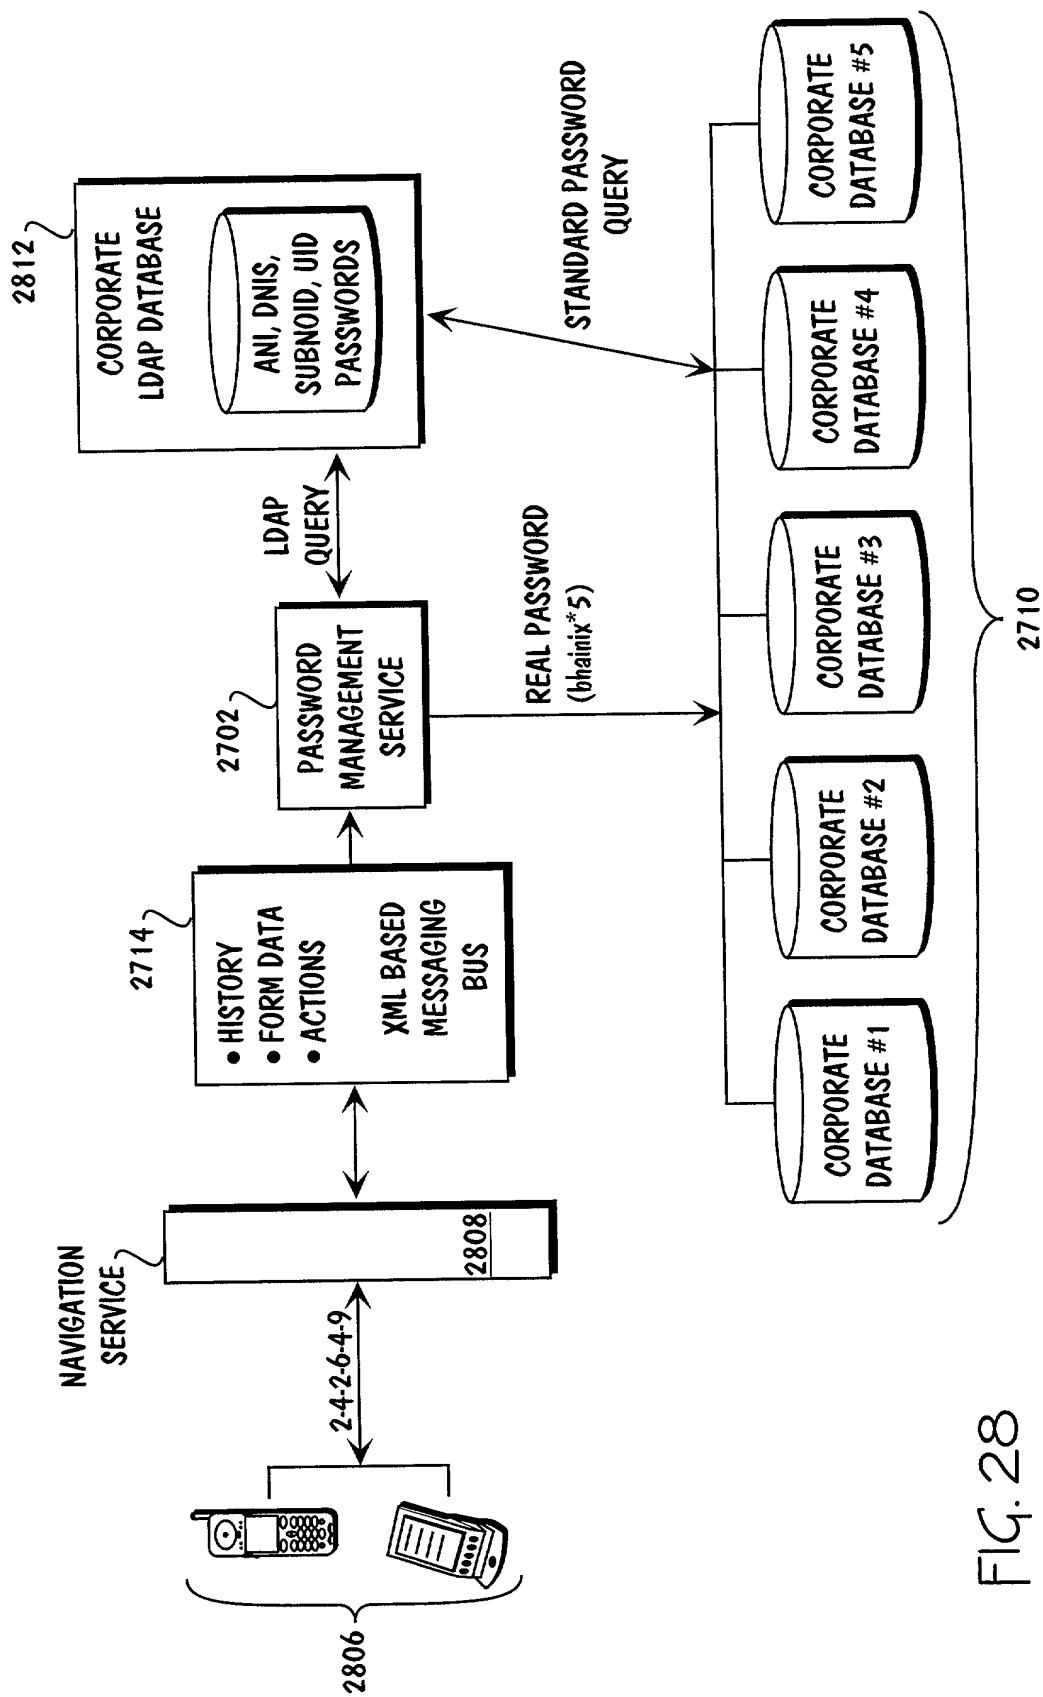 2806
2-4-2-6-4-9
NAVIGATION
SERVICE
2808
2714
• HISTORY
• FORM DATA
• ACTIONS
XML BASED
MESSAGING
BUS
2702
PASSWORD
MANAGEMENT
SERVICE
LDAP
QUERY
2812
CORPORATE
LDAP DATABASE
ANI, DNIS,
SUBNOID, UID
PASSWORDS
REAL PASSWORD
(bhainix*5)
STANDARD PASSWORD
QUERY
CORPORATE
DATABASE #1
CORPORATE
DATABASE #2
CORPORATE
DATABASE #3
CORPORATE
DATABASE #4
CORPORATE
DATABASE #5
2710
FIG. 28